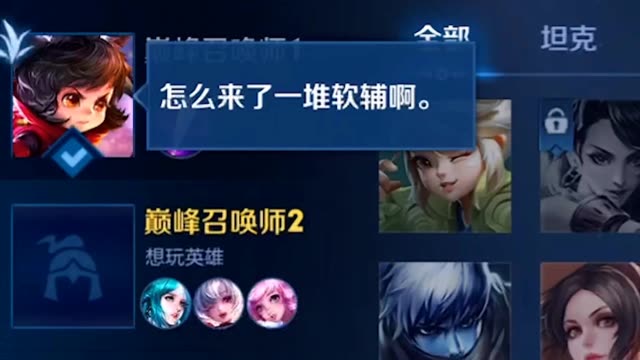 巅峰召唤师1
全部
坦克
怎么来了一堆软辅啊。
巅峰召唤师2
想玩英雄